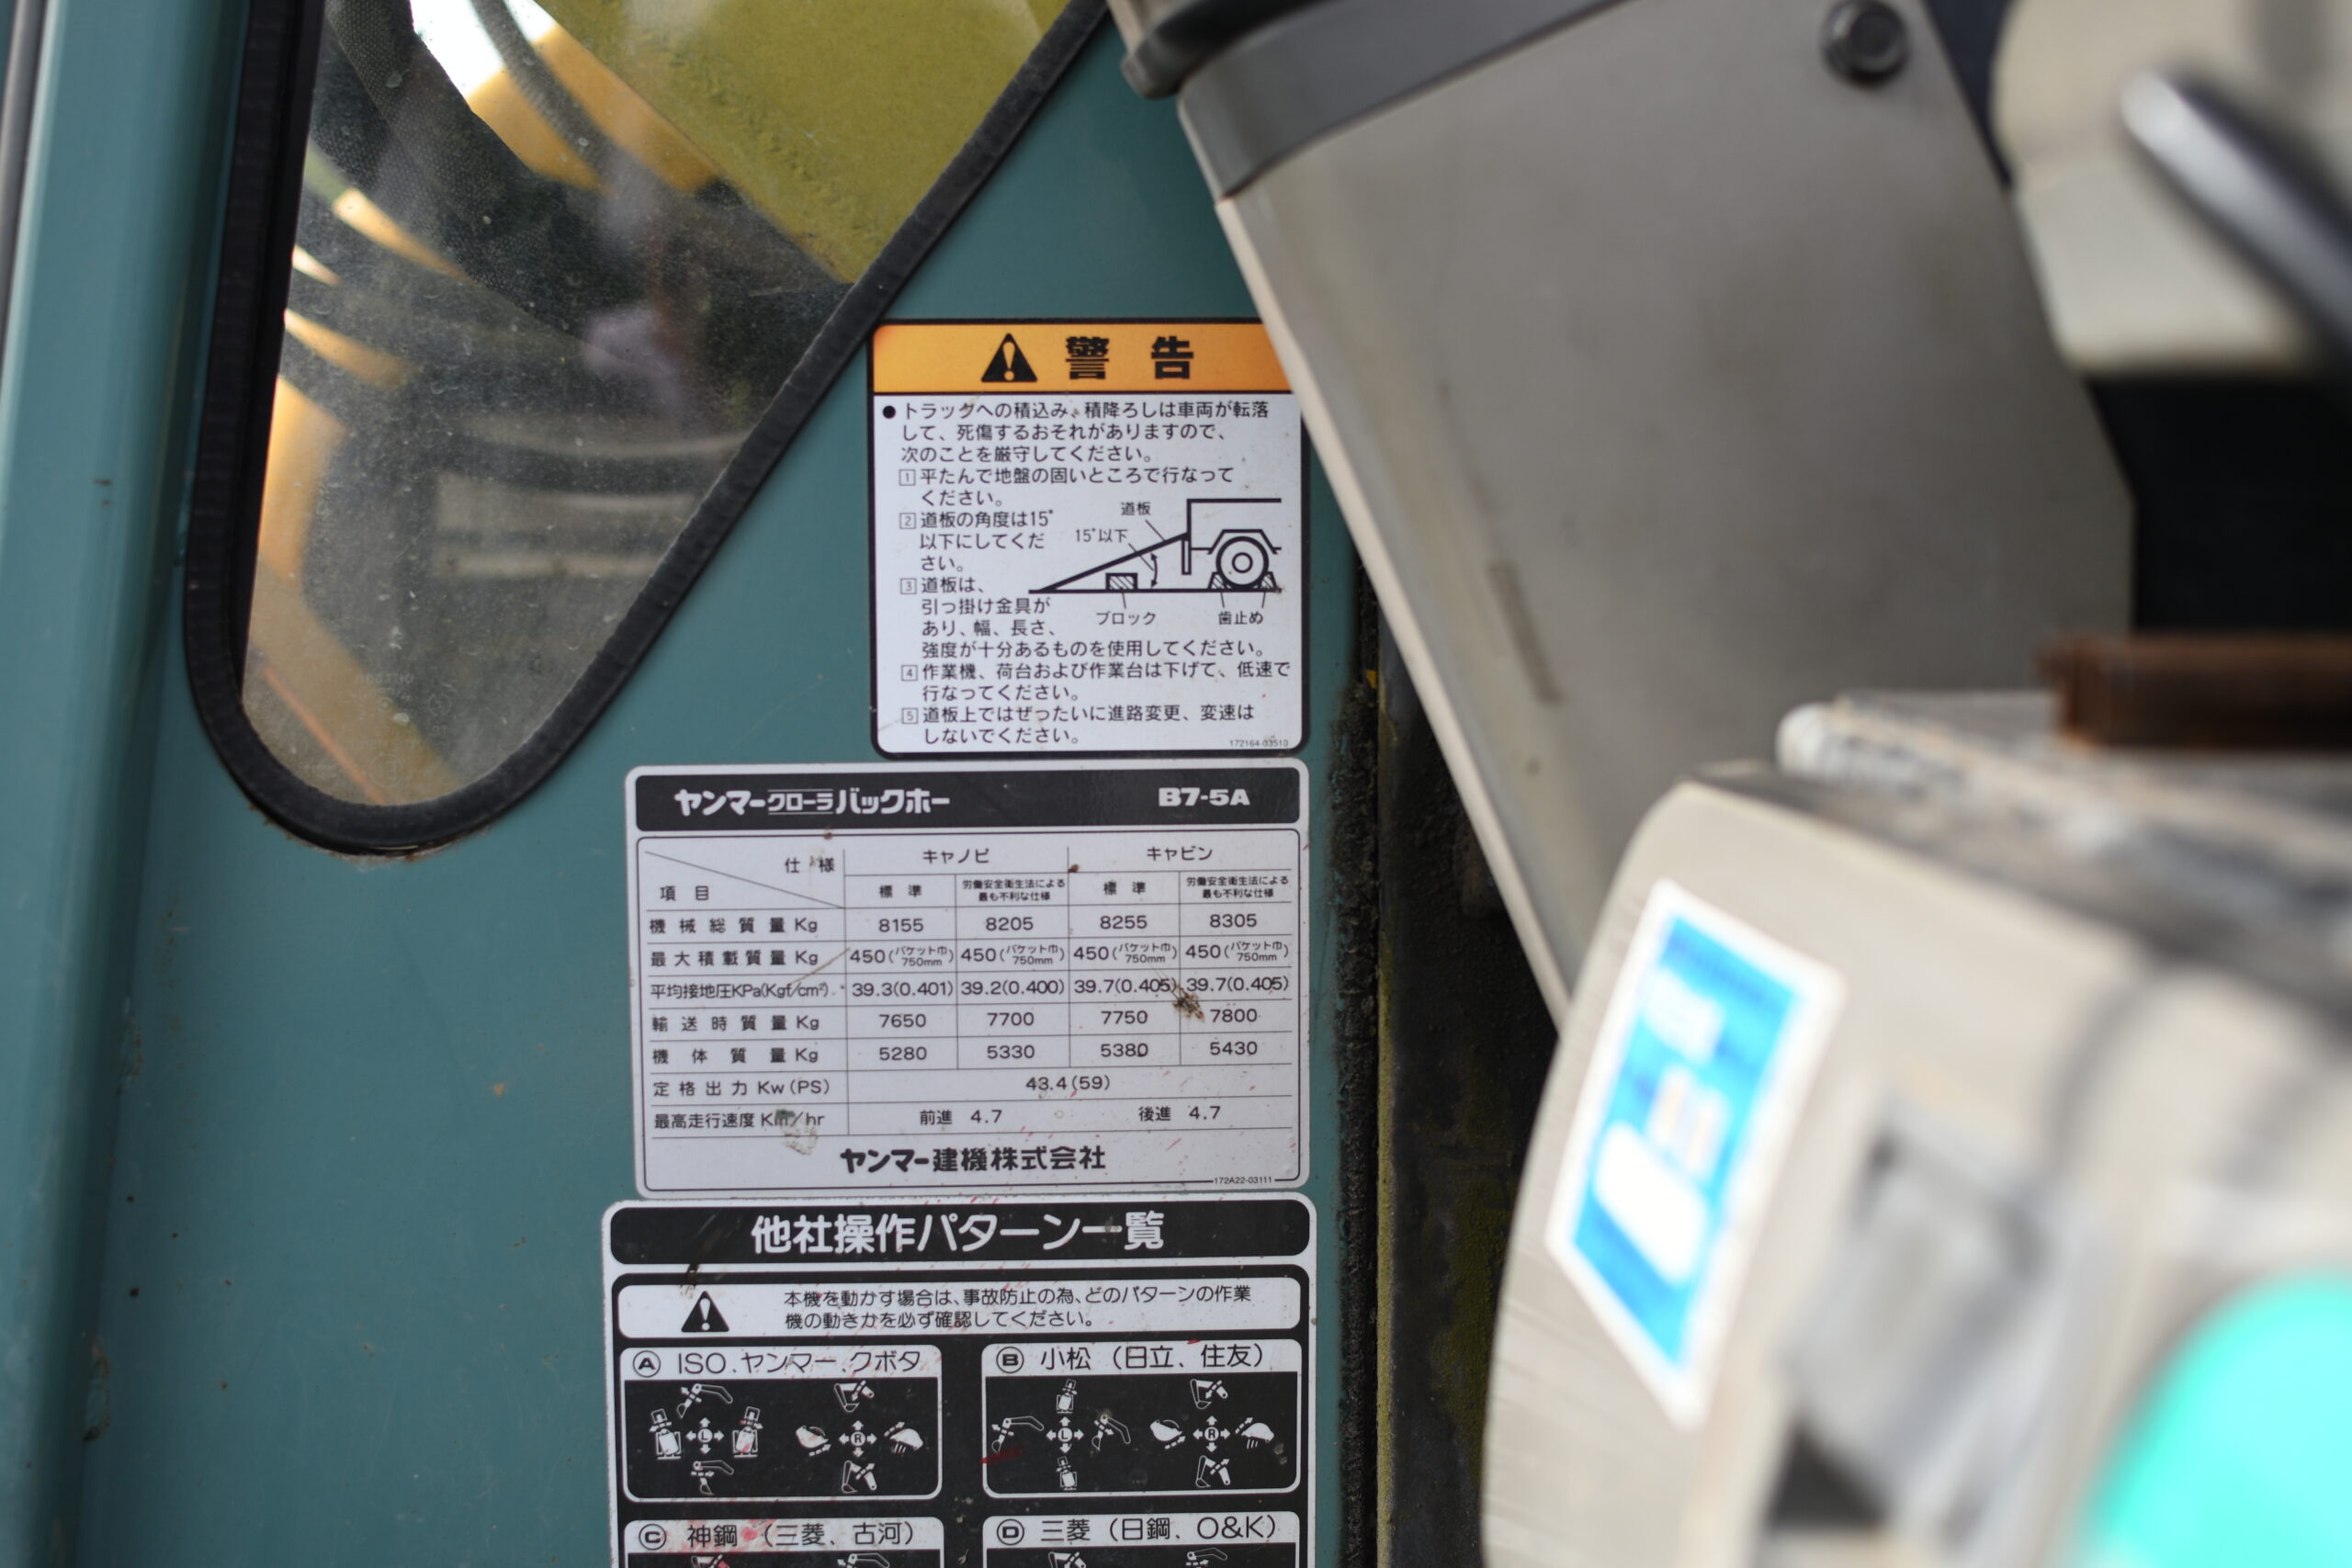 警告
●トラックへの積込み、積降ろしは車両が転落
して、死傷するおそれがありますので、
次のことを厳守してください。
1 平たんで地盤の固いところで行なって
ください。
2 道板の角度は15°
以下にしてくだ
さい。
3 道板は、
引っ掛け金具が
あり、幅、長さ、
強度が十分あるものを使用してください。
4 作業機、荷台および作業台は下げて、低速で
行なってください。
5 道板上ではぜったいに進路変更、変速は
しないでください。
道板
15°以下
ブロック 歯止め
172164-03510
ヤンマークローラバックホー B7-5A
仕様 キャノピ キャビン
項目 標準 労働安全衛生法による最も不利な仕様 標準 労働安全衛生法による最も不利な仕様
機械総質量Kg 8155 8205 8255 8305
最大積載質量Kg 450(バケット巾750mm) 450(バケット巾750mm) 450(バケット巾750mm) 450(バケット巾750mm)
平均接地圧KPa(Kgf/cm²) 39.3(0.401) 39.2(0.400) 39.7(0.405) 39.7(0.405)
輸送時質量Kg 7650 7700 7750 7800
機体質量Kg 5280 5330 5380 5430
定格出力Kw(PS) 43.4(59)
最高走行速度Km/hr 前進 4.7 後進 4.7
ヤンマー建機株式会社
172A22-03111
他社操作パターン一覧
本機を動かす場合は、事故防止の為、どのパターンの作業
機の動きかを必ず確認してください。
A ISO.ヤンマー.クボタ
L R
B 小松(日立、住友)
L R
C 神鋼(三菱、古河)
D 三菱(日鋼、O&K)